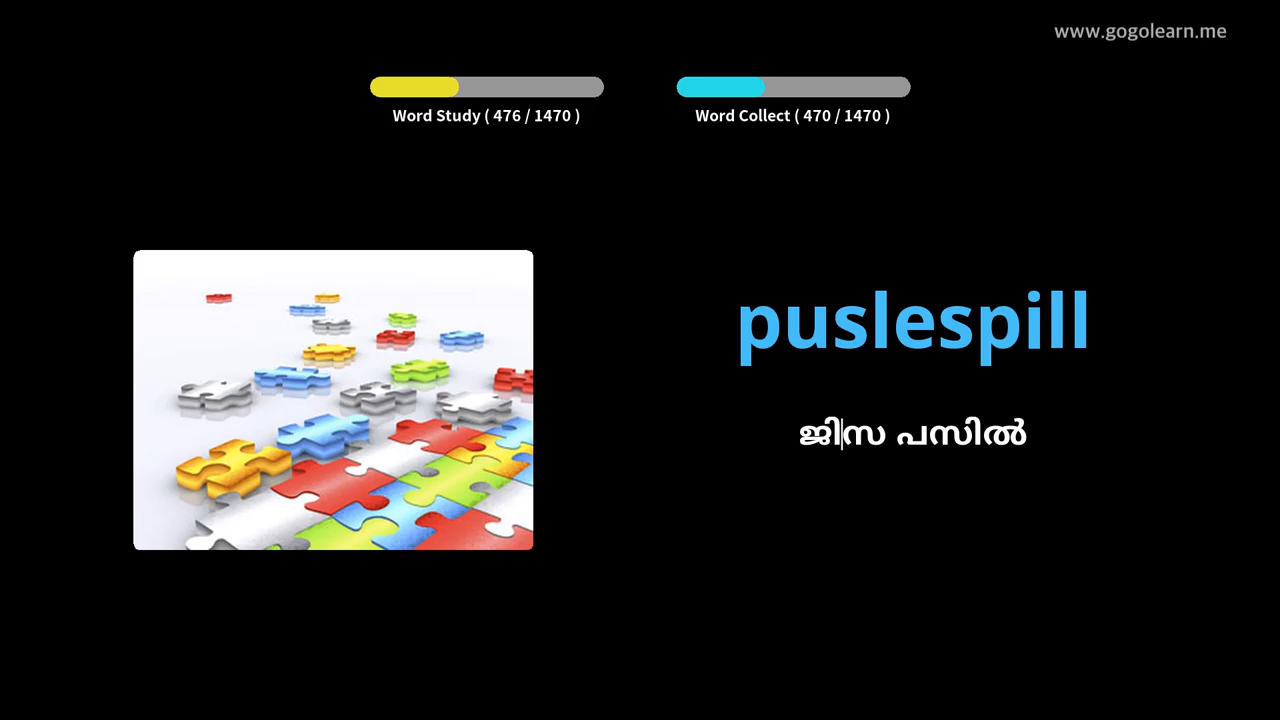 www.gogolearn.me
Word Study ( 476 / 1470 )
Word Collect ( 470 / 1470 )
puslespill
ജി|സ പസിൽ